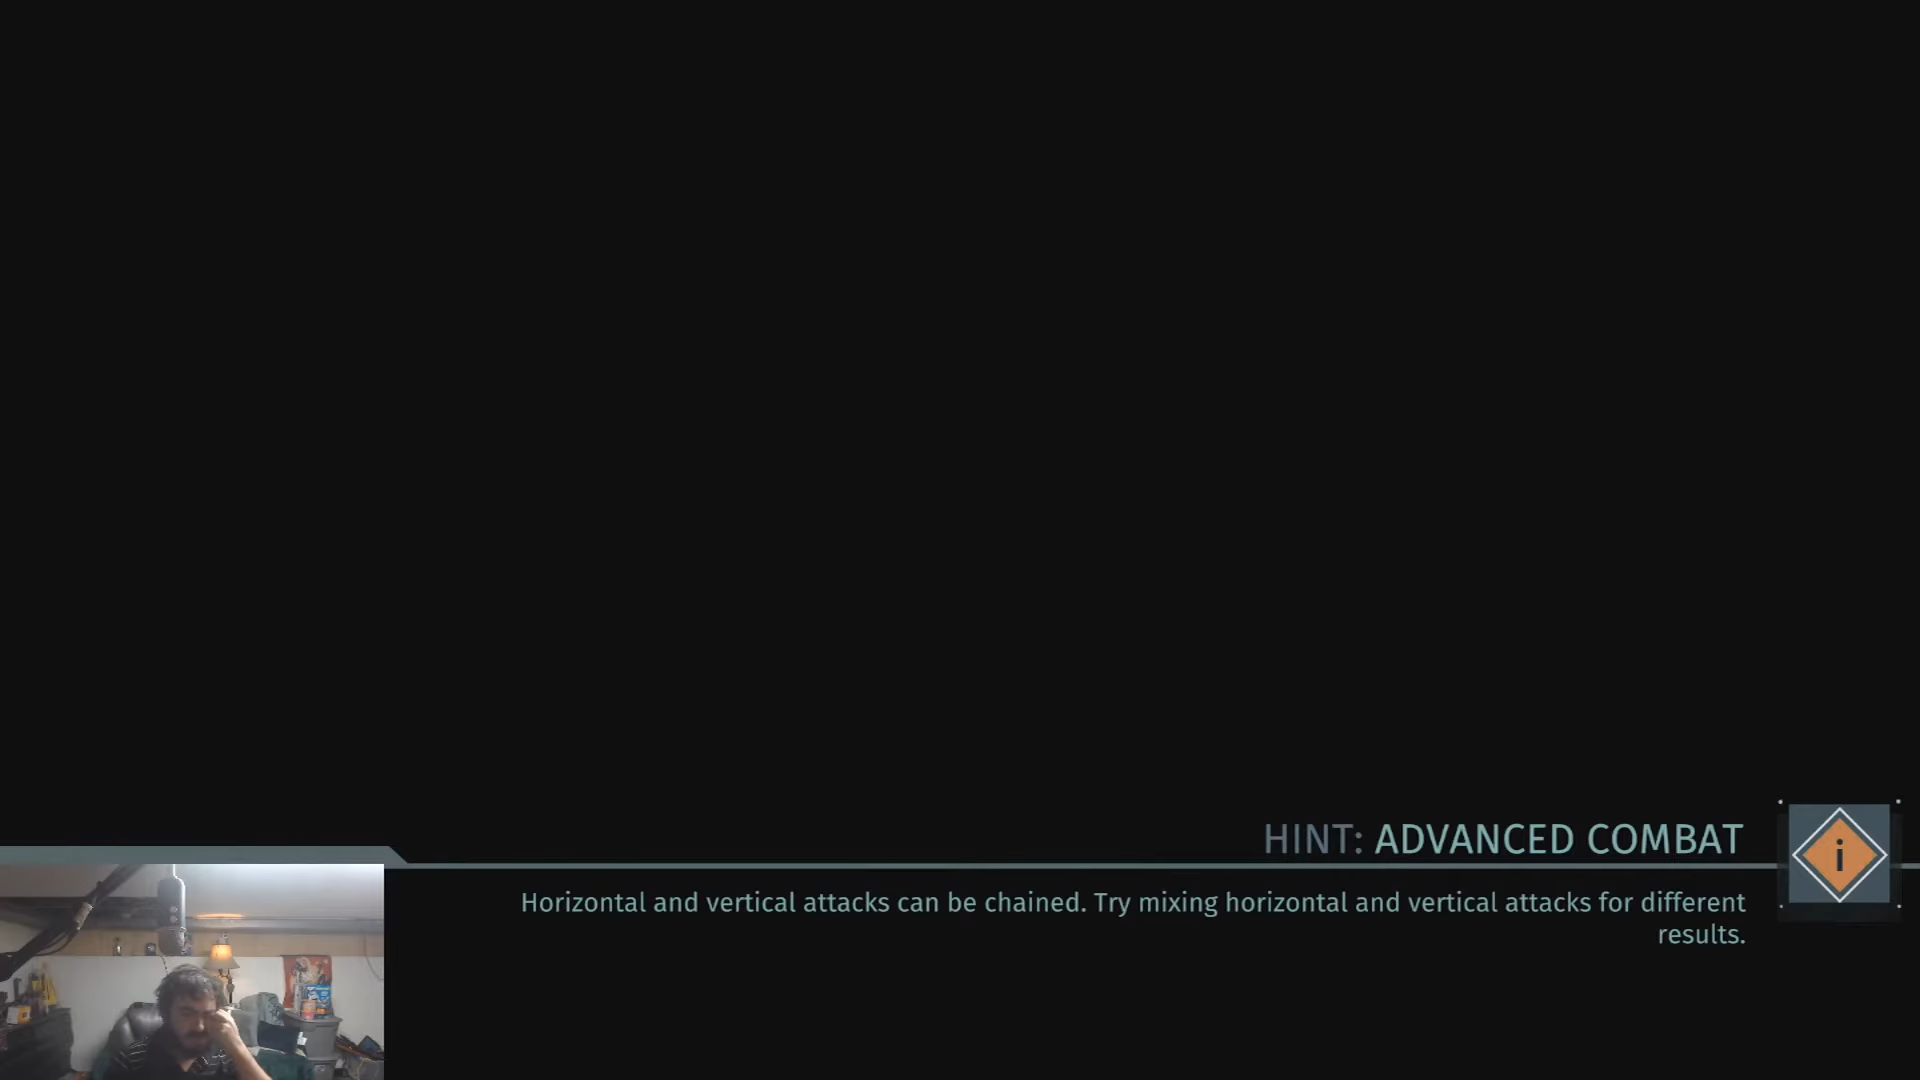 HINT: ADVANCED COMBAT
i
Horizontal and vertical attacks can be chained. Try mixing horizontal and vertical attacks for different
results.